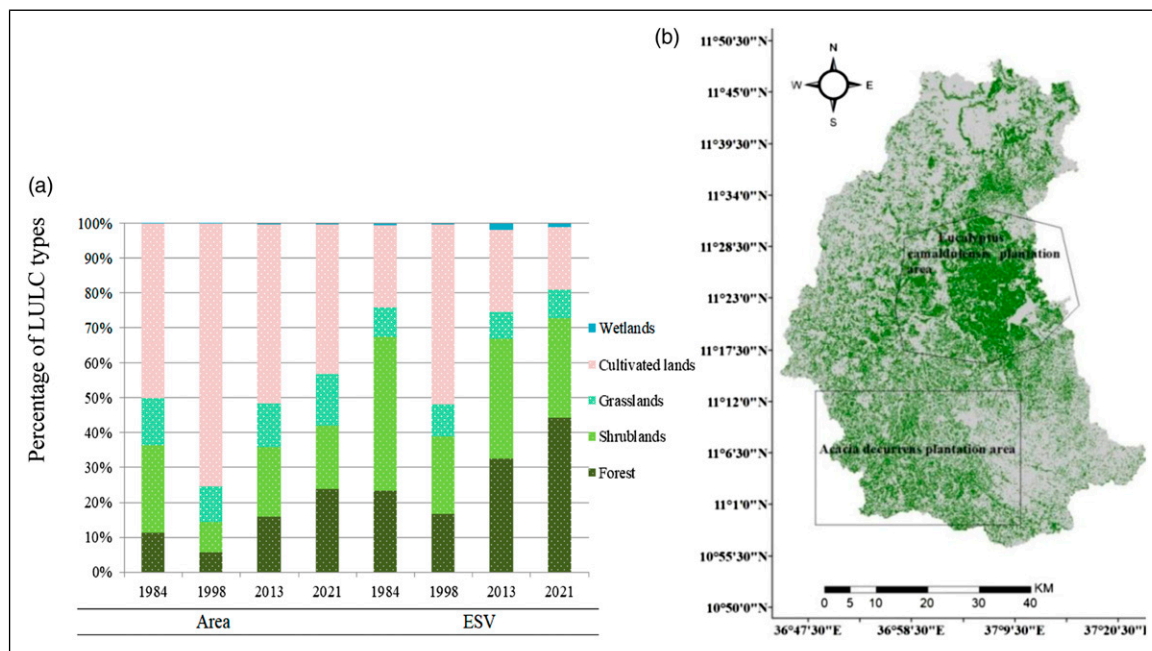 (a)
Percentage of LULC types
100%
90%
80%
70%
60%
50%
40%
30%
20%
10%
0%
1984 1998 2013 2021 1984 1998 2013 2021
Area ESV
Wetlands
Cultivated lands
Grasslands
Shrublands
Forest
(b)
11°50'30"N
11°45'0"N
11°39'30"N
11°34'0"N
11°28'30"N
11°23'0"N
11°17'30"N
11°12'0"N
11°6'30"N
11°1'0"N
10°55'30"N
10°50'0"N
N
W E
S
Eucalyptus
camaldutensis plantation
area
Acacia decurrens plantation area
KM
0 5 10 20 30 40
36°47'30"E 36°58'30"E 37°9'30"E 37°20'30"E